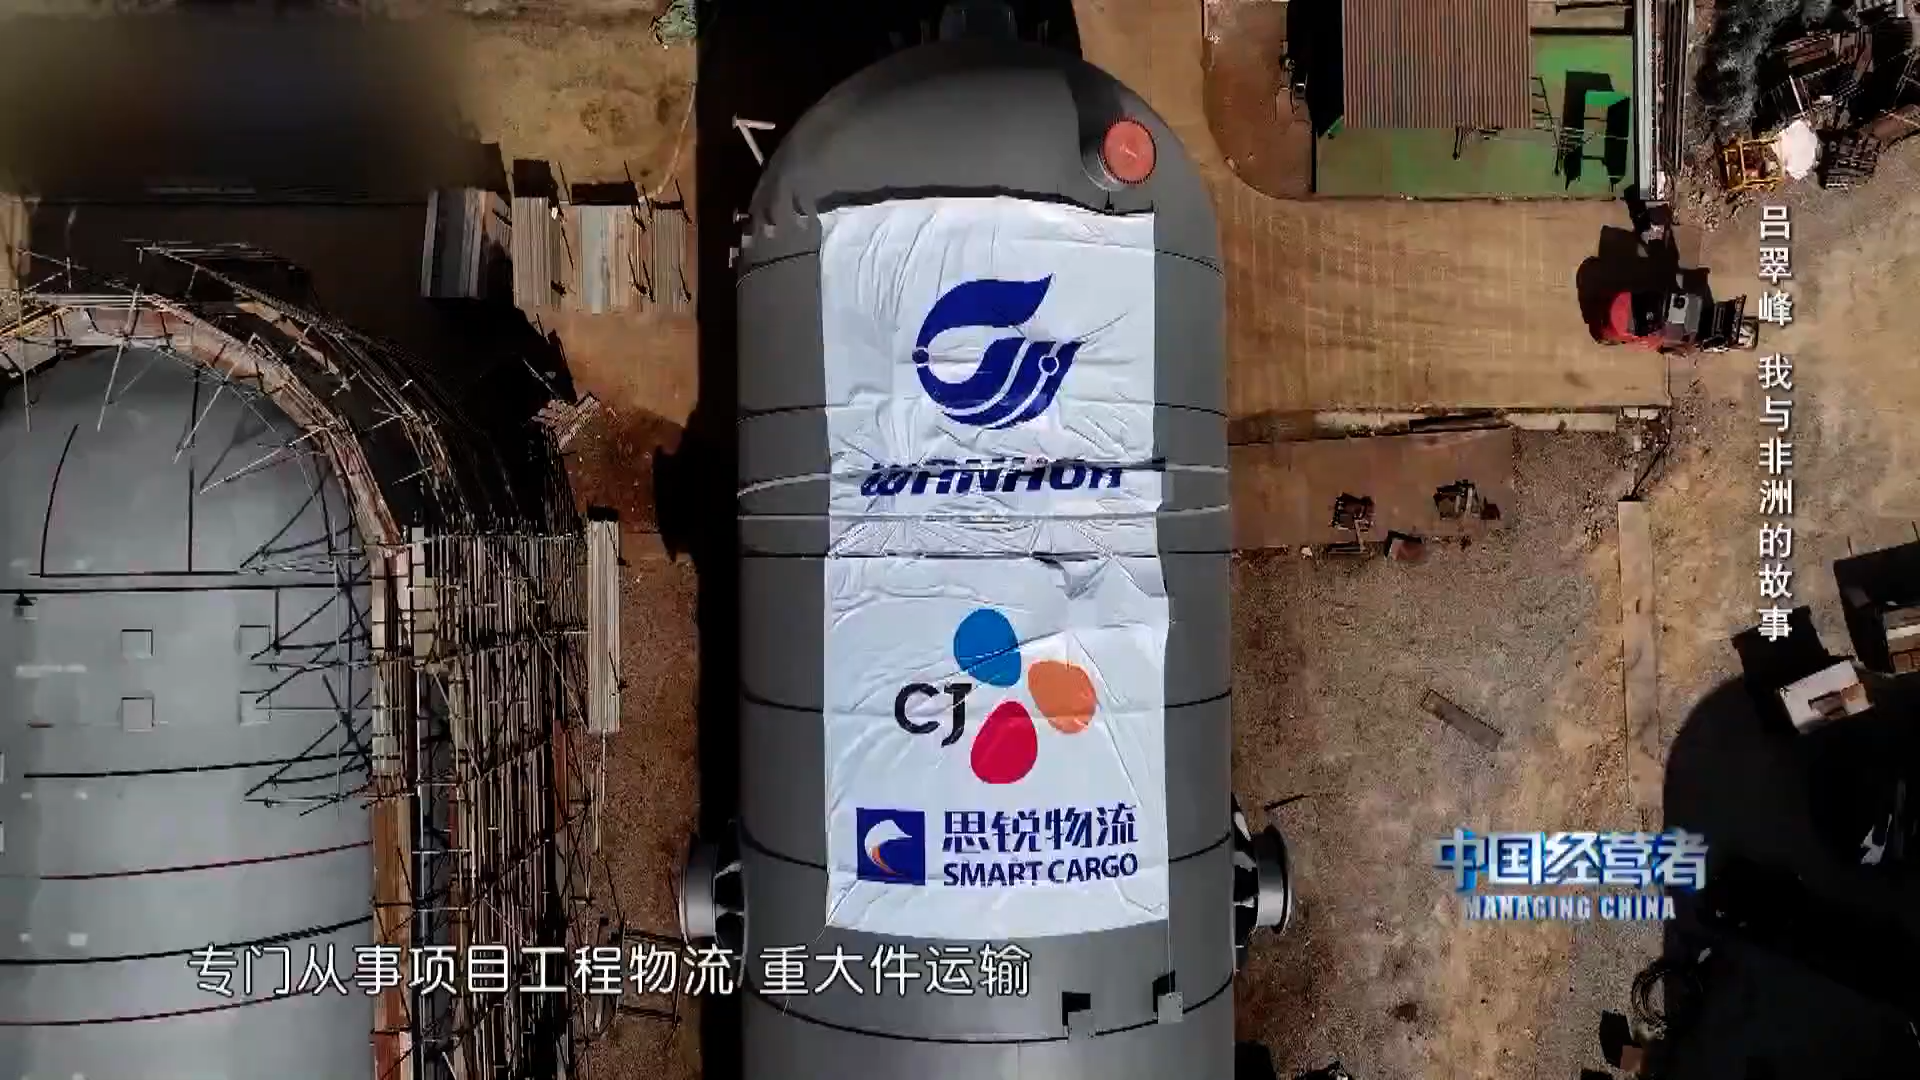 WANHUA
CJ
思锐物流
SMART CARGO
吕翠峰 我与非洲的故事
中国经营者
MANAGING CHINA
专门从事项目工程物流 重大件运输